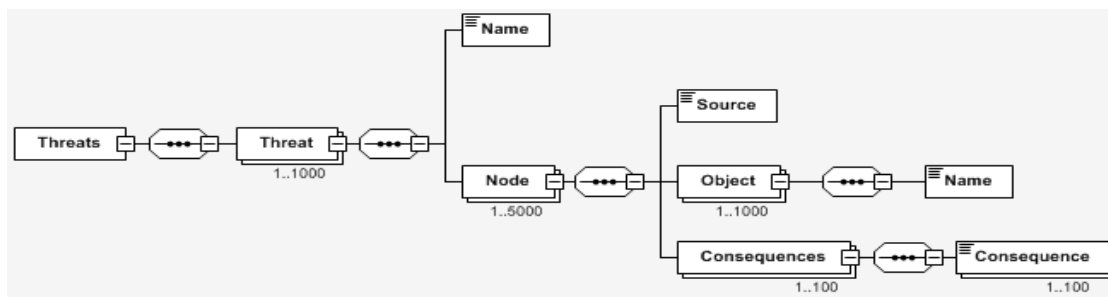 Name
Source
Threats
Threat
1..1000
Node
1..5000
Object
1..1000
Name
Consequences
1..100
Consequence
1..100